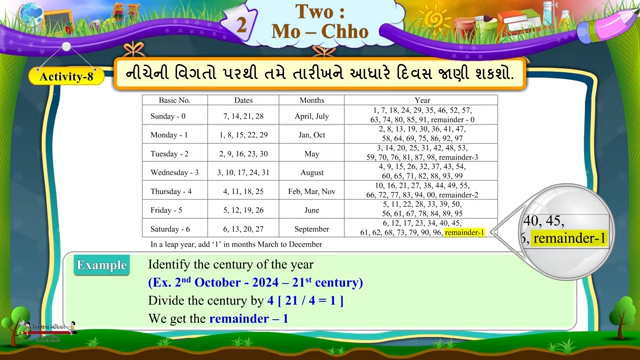 2
Two :
Mo – Chho
Activity-8
નીચેની વિગતો પરથી તમે તારીખને આધારે દિવસ જાણી શકશો.
Basic No. Dates Months Year
Sunday - 0 7, 14, 21, 28 April, July 1, 7, 18, 24, 29, 35, 46, 52, 57,
63, 74, 80, 85, 91, remainder - 0
Monday - 1 1, 8, 15, 22, 29 Jan, Oct 2, 8, 13, 19, 30, 36, 41, 47,
58, 64, 69, 75, 86, 92, 97
Tuesday - 2 2, 9, 16, 23, 30 May 3, 14, 20, 25, 31, 42, 48, 53,
59, 70, 76, 81, 87, 98, remainder-3
Wednesday - 3 3, 10, 17, 24, 31 August 4, 9, 15, 26, 32, 37, 43, 54,
60, 65, 71, 82, 88, 93, 99
Thursday - 4 4, 11, 18, 25 Feb, Mar, Nov 10, 16, 21, 27, 38, 44, 49, 55,
66, 72, 77, 83, 94, 00, remainder-2
Friday - 5 5, 12, 19, 26 June 5, 11, 22, 28, 33, 39, 50,
56, 61, 67, 78, 84, 89, 95
Saturday - 6 6, 13, 20, 27 September 6, 12, 17, 23, 34, 40, 45,
61, 62, 68, 73, 79, 90, 96, remainder-1
In a leap year, add ‘1’ in months March to December
40, 45,
6, remainder-1
Example
Identify the century of the year
(Ex. 2nd October - 2024 – 21st century)
Divide the century by 4 [ 21 / 4 = 1 ]
We get the remainder – 1